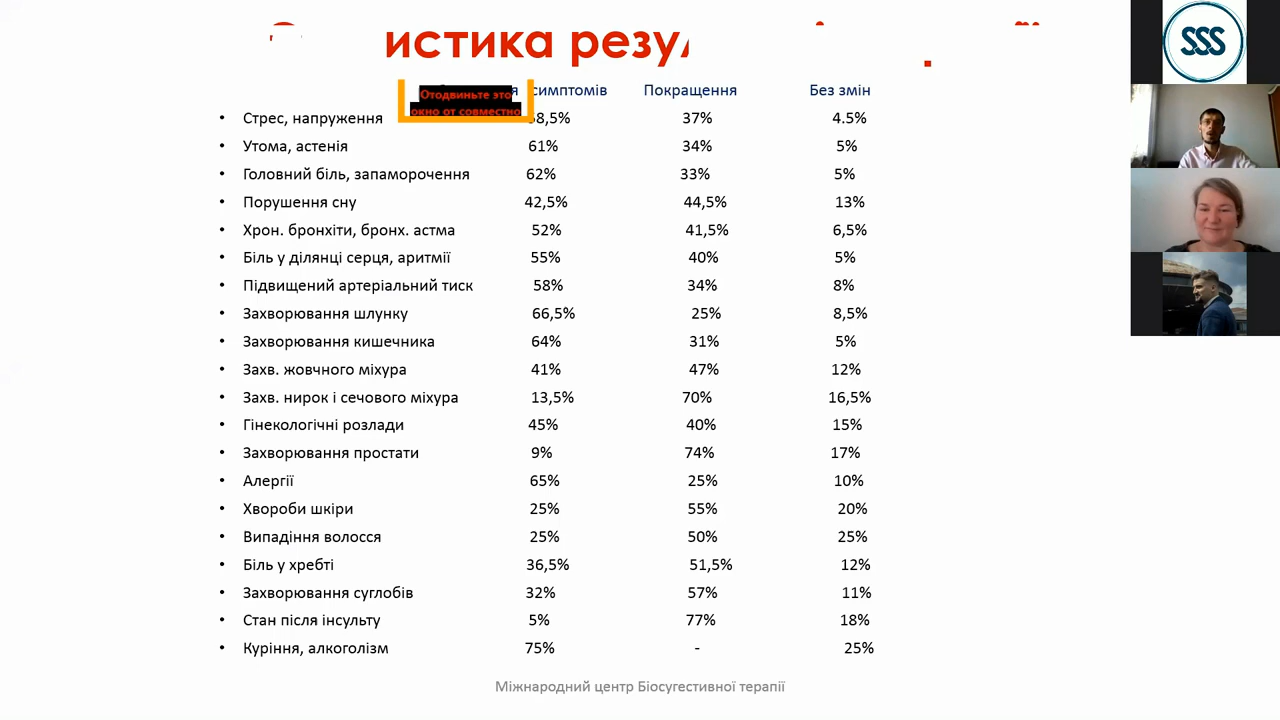 истика резу
симптомів Покращення Без змін
Отодвиньте это
окно от совместно
• Стрес, напруження 8,5% 37% 4.5%
• Утома, астенія 61% 34% 5%
• Головний біль, запаморочення 62% 33% 5%
• Порушення сну 42,5% 44,5% 13%
• Хрон. бронхіти, бронх. астма 52% 41,5% 6,5%
• Біль у ділянці серця, аритмії 55% 40% 5%
• Підвищений артеріальний тиск 58% 34% 8%
• Захворювання шлунку 66,5% 25% 8,5%
• Захворювання кишечника 64% 31% 5%
• Захв. жовчного міхура 41% 47% 12%
• Захв. нирок і сечового міхура 13,5% 70% 16,5%
• Гінекологічні розлади 45% 40% 15%
• Захворювання простати 9% 74% 17%
• Алергії 65% 25% 10%
• Хвороби шкіри 25% 55% 20%
• Випадіння волосся 25% 50% 25%
• Біль у хребті 36,5% 51,5% 12%
• Захворювання суглобів 32% 57% 11%
• Стан після інсульту 5% 77% 18%
• Куріння, алкоголізм 75% - 25%
Міжнародний центр Біосугестивної терапії
SSS